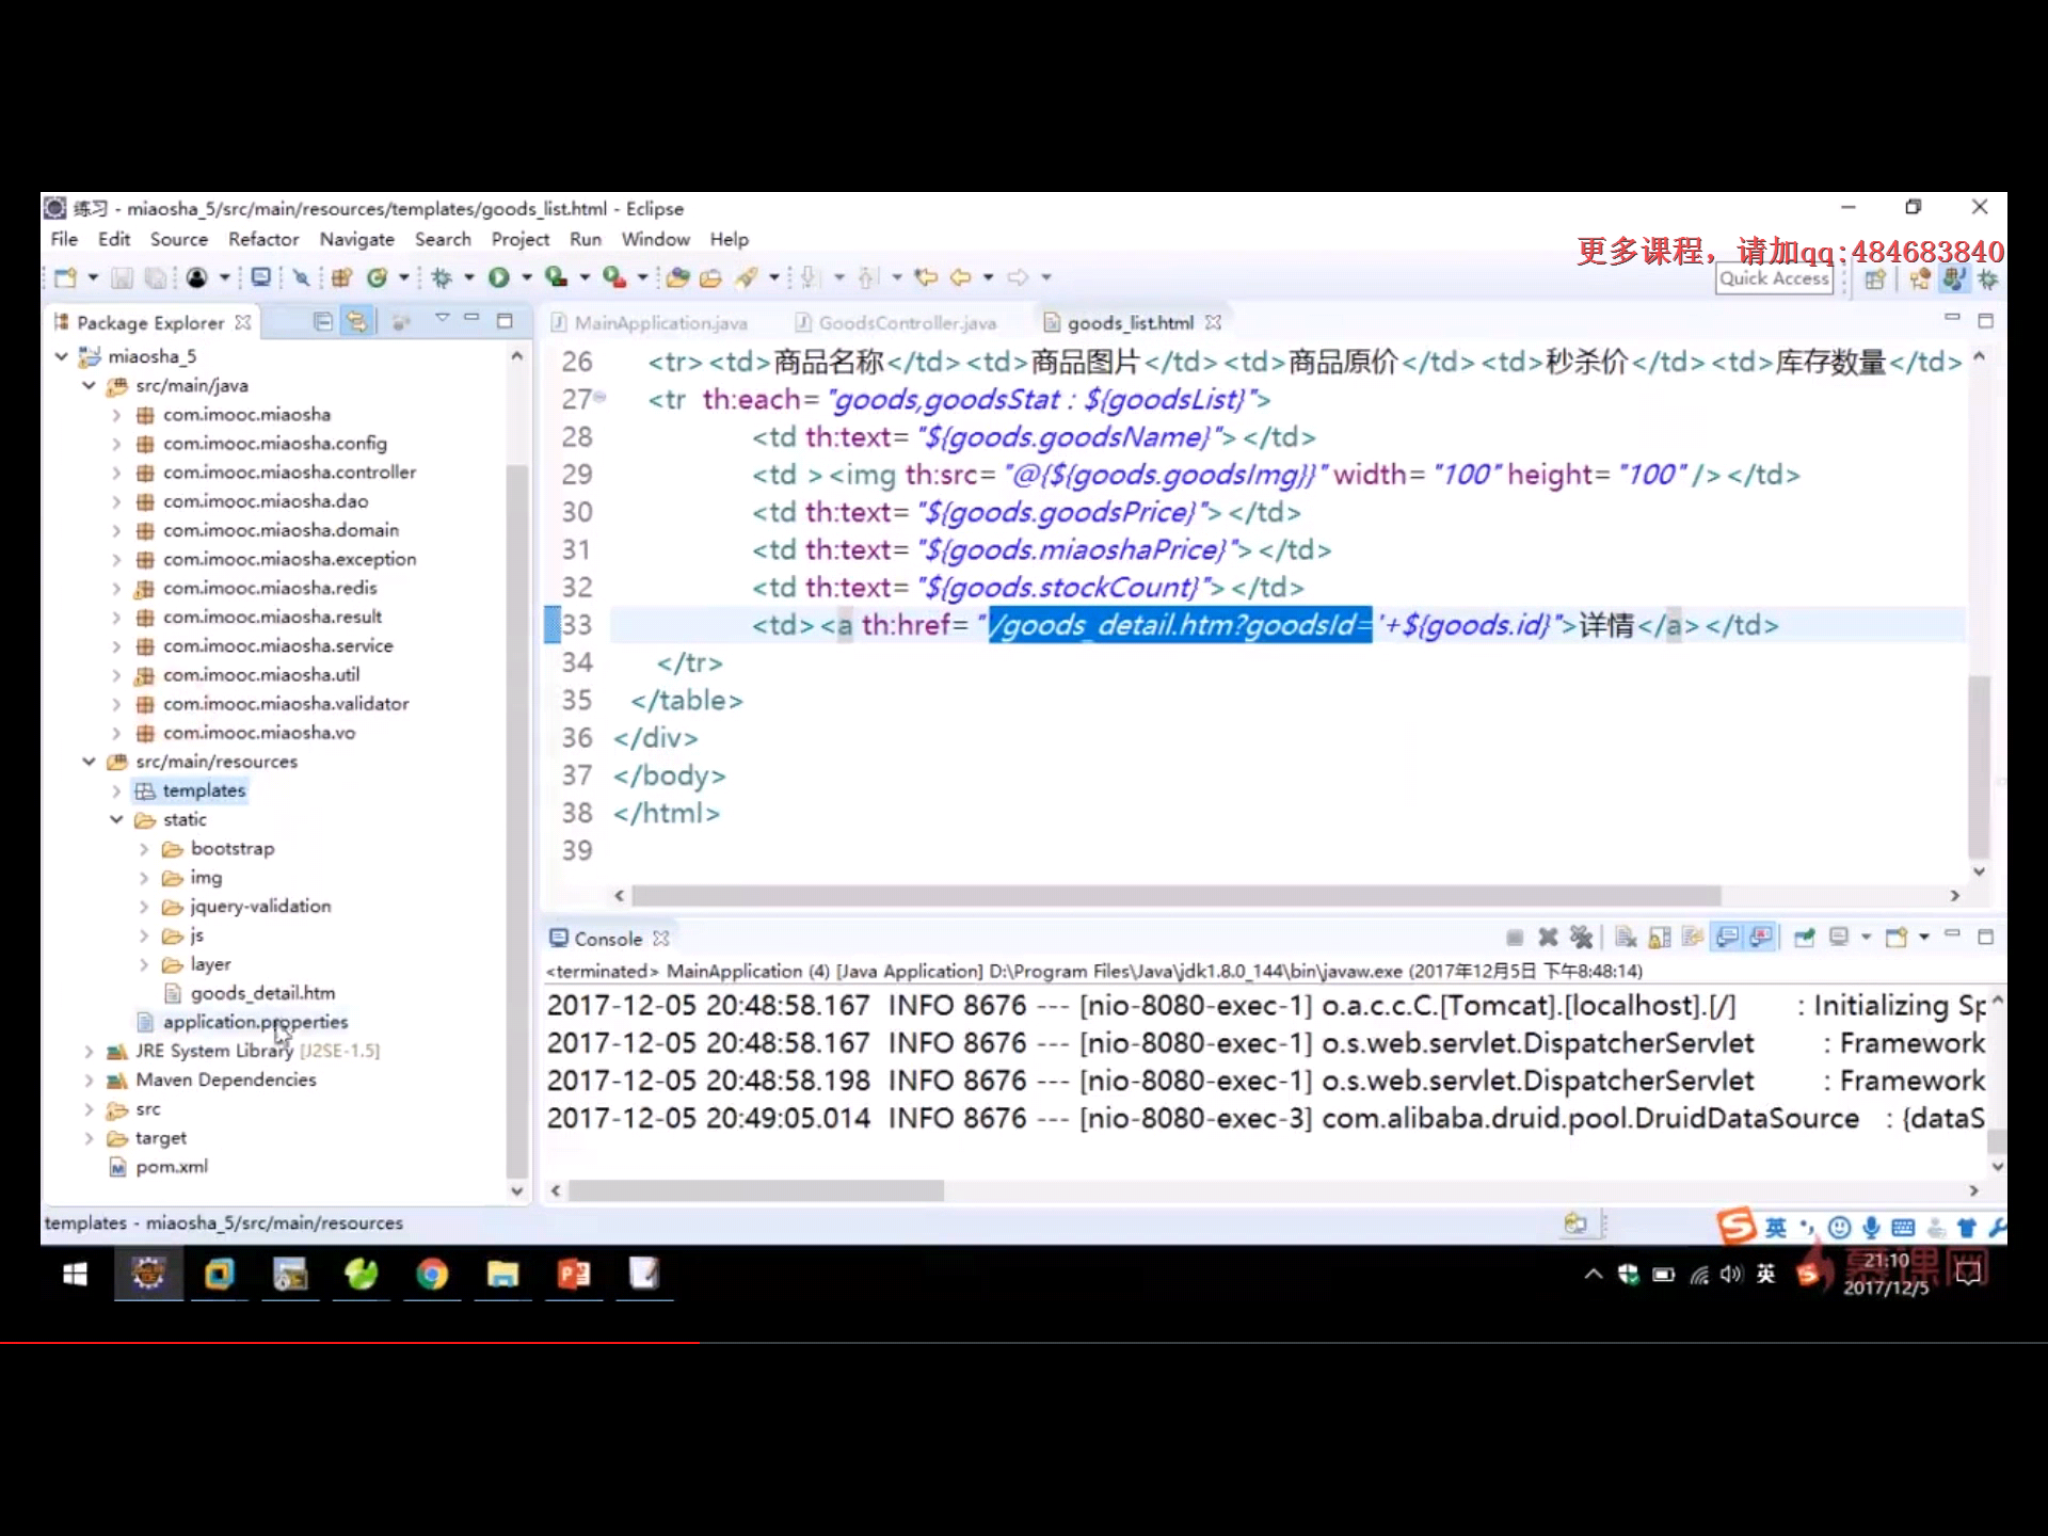 练习 - miaosha_5/src/main/resources/templates/goods_list.html - Eclipse
File Edit Source Refactor Navigate Search Project Run Window Help
更多课程，请加qq:484683840
Quick Access
Package Explorer
MainApplication.java GoodsController.java goods_list.html
miaosha_5
src/main/java
com.imooc.miaosha
com.imooc.miaosha.config
com.imooc.miaosha.controller
com.imooc.miaosha.dao
com.imooc.miaosha.domain
com.imooc.miaosha.exception
com.imooc.miaosha.redis
com.imooc.miaosha.result
com.imooc.miaosha.service
com.imooc.miaosha.util
com.imooc.miaosha.validator
com.imooc.miaosha.vo
src/main/resources
templates
static
bootstrap
img
jquery-validation
js
layer
goods_detail.htm
application.properties
JRE System Library [J2SE-1.5]
Maven Dependencies
src
target
pom.xml
26 <tr><td>商品名称</td><td>商品图片</td><td>商品原价</td><td>秒杀价</td><td>库存数量</td>
27 <tr th:each="goods,goodsStat : ${goodsList}">
28 <td th:text="${goods.goodsName}"></td>
29 <td ><img th:src="@{${goods.goodsImg}}" width="100" height="100" /></td>
30 <td th:text="${goods.goodsPrice}"></td>
31 <td th:text="${goods.miaoshaPrice}"></td>
32 <td th:text="${goods.stockCount}"></td>
33 <td><a th:href="'/goods_detail.htm?goodsId='+${goods.id}">详情</a></td>
34 </tr>
35 </table>
36 </div>
37 </body>
38 </html>
39
Console
<terminated> MainApplication (4) [Java Application] D:\Program Files\Java\jdk1.8.0_144\bin\javaw.exe (2017年12月5日 下午8:48:14)
2017-12-05 20:48:58.167 INFO 8676 --- [nio-8080-exec-1] o.a.c.c.C.[Tomcat].[localhost].[/] : Initializing Sp
2017-12-05 20:48:58.167 INFO 8676 --- [nio-8080-exec-1] o.s.web.servlet.DispatcherServlet : Framework
2017-12-05 20:48:58.198 INFO 8676 --- [nio-8080-exec-1] o.s.web.servlet.DispatcherServlet : Framework
2017-12-05 20:49:05.014 INFO 8676 --- [nio-8080-exec-3] com.alibaba.druid.pool.DruidDataSource : {dataS
templates - miaosha_5/src/main/resources
英
英
慕课网
21:10
2017/12/5